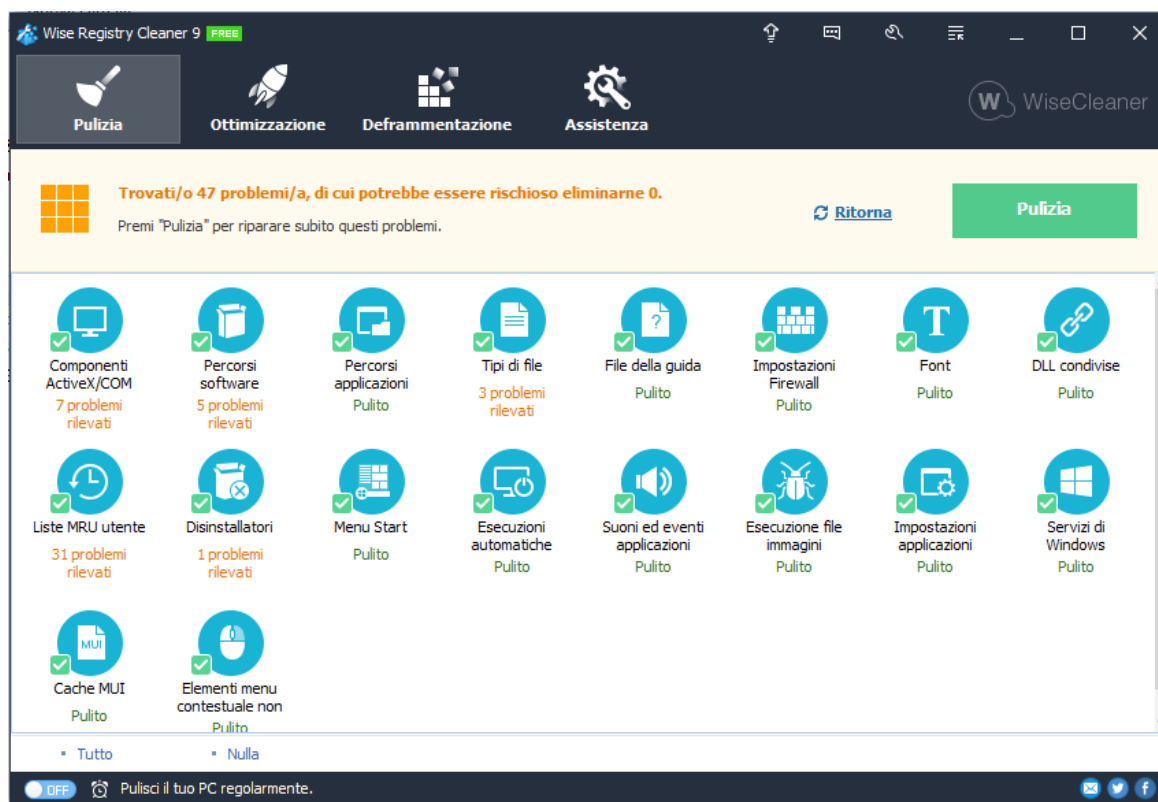 Wise Registry Cleaner 9 FREE
Pulizia
Ottimizzazione
Deframmentazione
Assistenza
W WiseCleaner
Trovati/o 47 problemi/a, di cui potrebbe essere rischioso eliminarne 0.
Premi "Pulizia" per riparare subito questi problemi.
Ritorna
Pulizia
Componenti
ActiveX/COM
7 problemi
rilevati
Percorsi
software
5 problemi
rilevati
Percorsi
applicazioni
Pulito
Tipi di file
3 problemi
rilevati
?
File della guida
Pulito
Impostazioni
Firewall
Pulito
T
Font
Pulito
DLL condivise
Pulito
Liste MRU utente
31 problemi
rilevati
Disinstallatori
1 problemi
rilevati
Menu Start
Pulito
Esecuzioni
automatiche
Pulito
Suoni ed eventi
applicazioni
Pulito
Esecuzione file
immagini
Pulito
Impostazioni
applicazioni
Pulito
Servizi di
Windows
Pulito
MUI
Cache MUI
Pulito
Elementi menu
contestuale non
Pulito
Tutto
Nulla
OFF
Pulisci il tuo PC regolarmente.